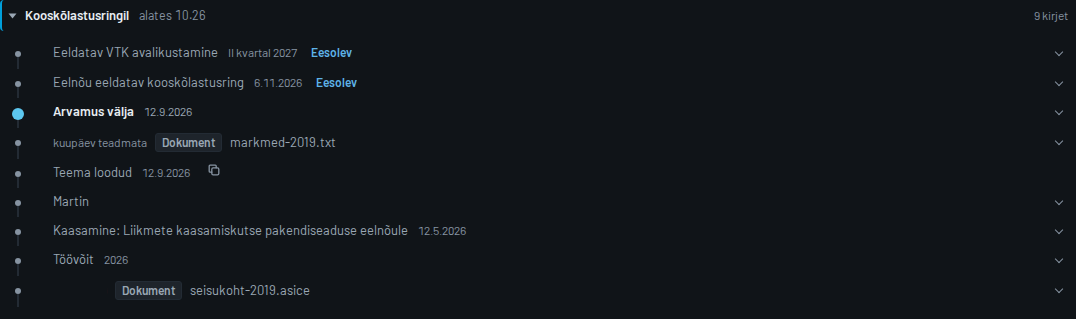 Kooskõlastusringil alates 10.26 9 kirjet
Eeldatav VTK avalikustamine II kvartal 2027 Eesolev
Eelnõu eeldatav kooskõlastusring 6.11.2026 Eesolev
Arvamus välja 12.9.2026
kuupäev teadmata Dokument markmed-2019.txt
Teema loodud 12.9.2026
Martin
Kaasamine: Liikmete kaasamiskutse pakendiseaduse eelnõule 12.5.2026
Töövõit 2026
Dokument seisukoht-2019.asice